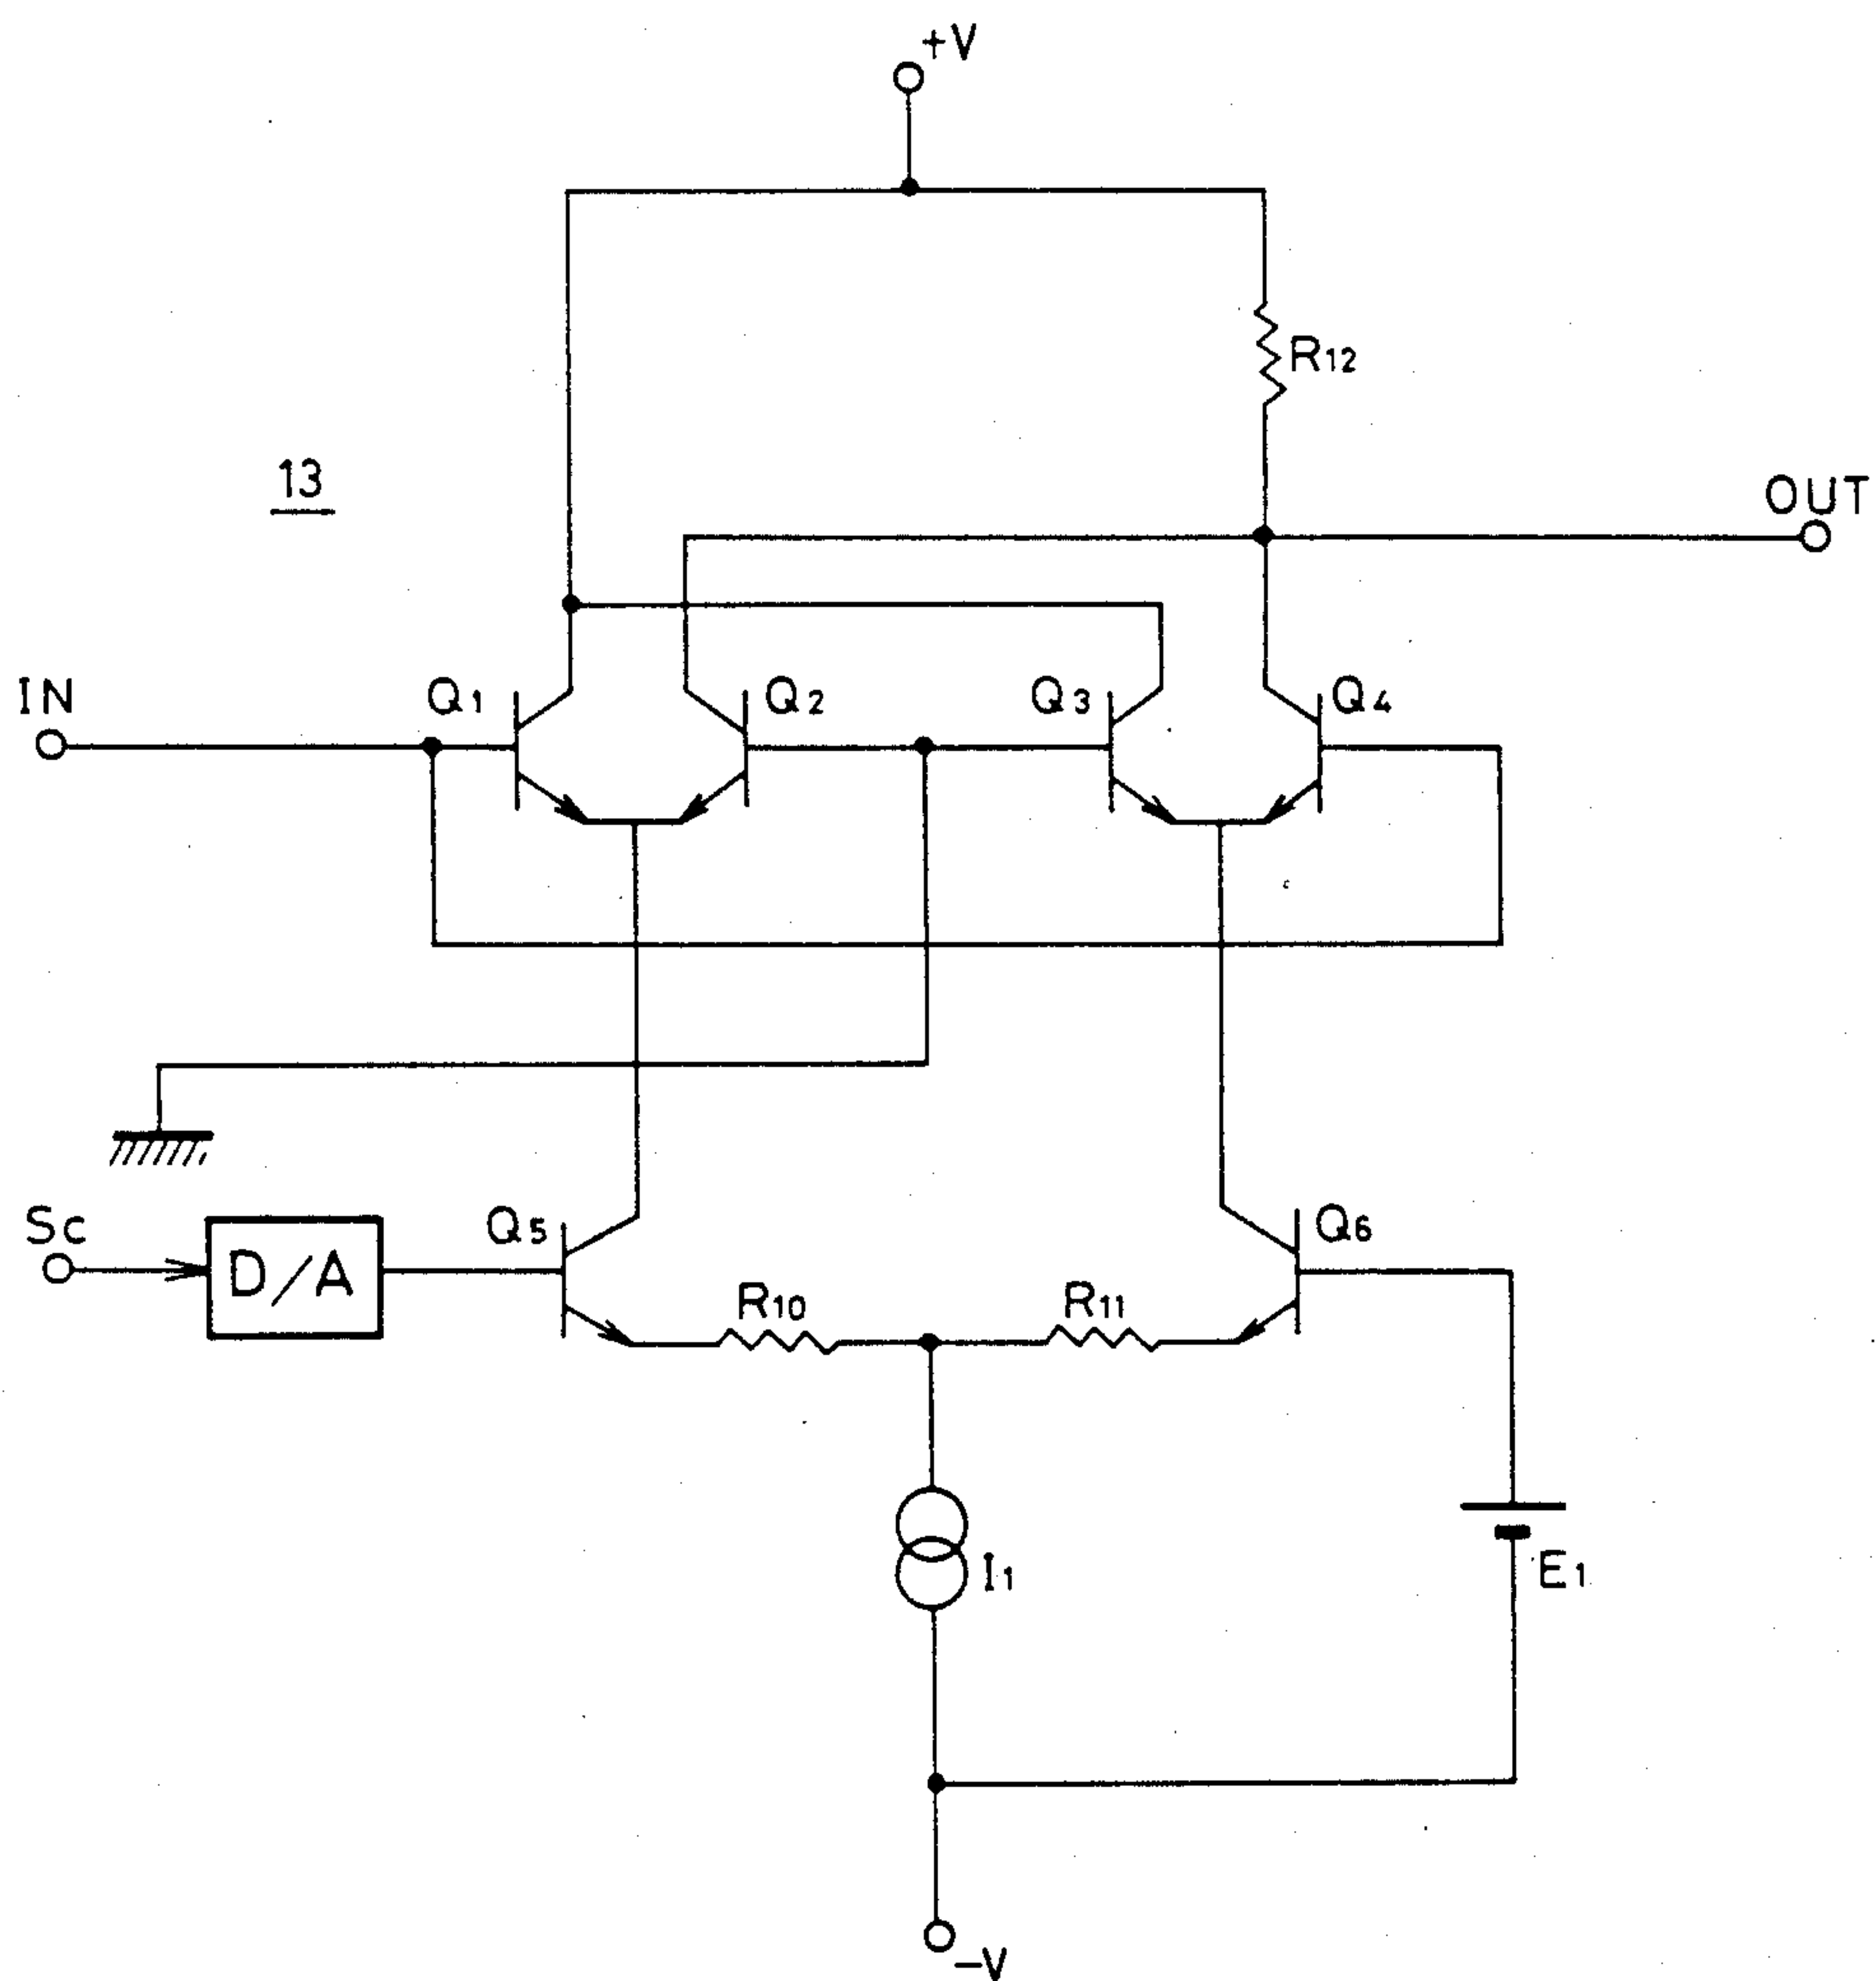 +V
R12
13
OUT
IN
Q1
Q2
Q3
Q4
Sc
D/A
Q5
Q6
R10
R11
I1
E1
-V